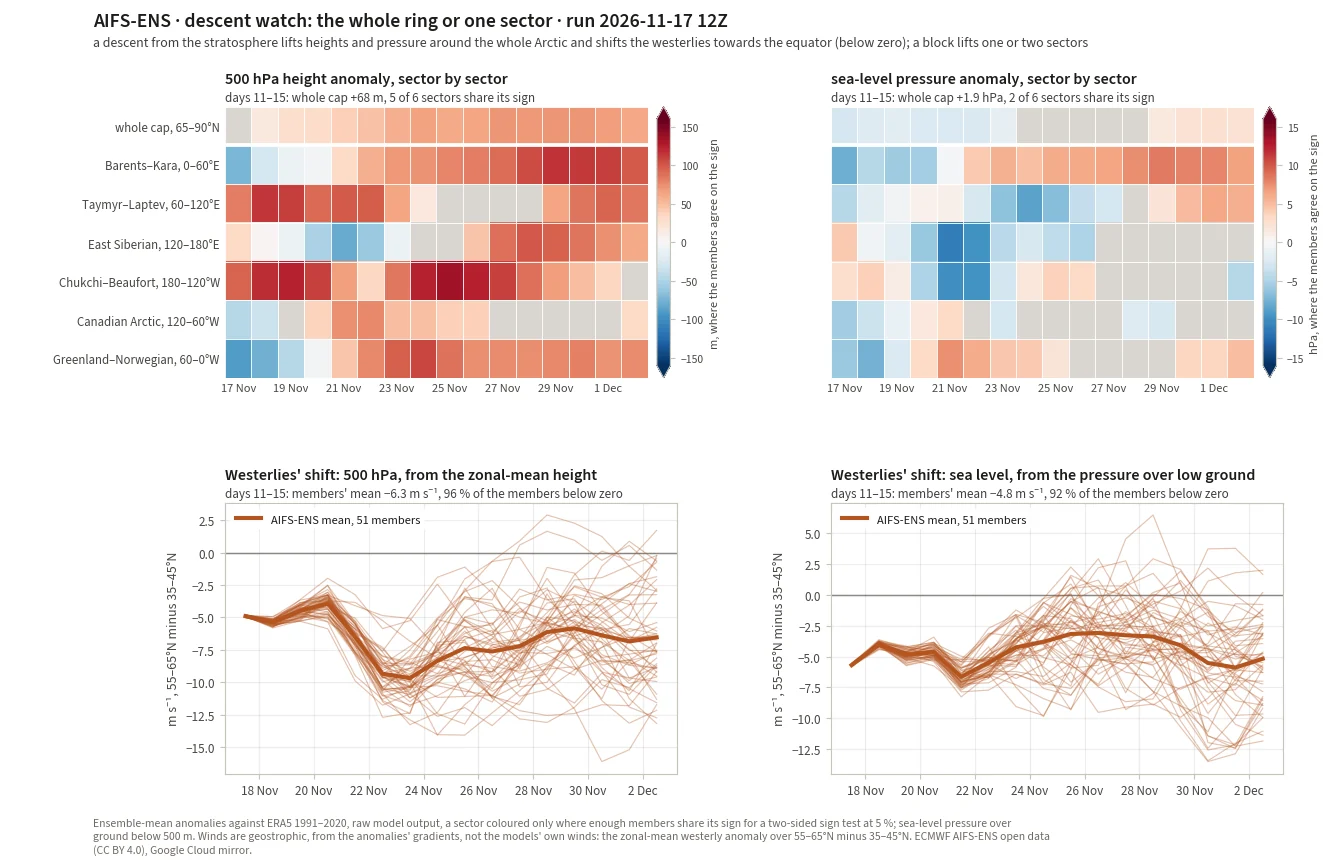 AIFS-ENS · descent watch: the whole ring or one sector · run 2026-11-17 12Z
a descent from the stratosphere lifts heights and pressure around the whole Arctic and shifts the westerlies towards the equator (below zero); a block lifts one or two sectors
500 hPa height anomaly, sector by sector
days 11–15: whole cap +68 m, 5 of 6 sectors share its sign
whole cap, 65–90°N
Barents–Kara, 0–60°E
Taymyr–Laptev, 60–120°E
East Siberian, 120–180°E
Chukchi–Beaufort, 180–120°W
Canadian Arctic, 120–60°W
Greenland–Norwegian, 60–0°W
17 Nov 19 Nov 21 Nov 23 Nov 25 Nov 27 Nov 29 Nov 1 Dec
150
100
50
0
−50
−100
−150
m, where the members agree on the sign
sea-level pressure anomaly, sector by sector
days 11–15: whole cap +1.9 hPa, 2 of 6 sectors share its sign
17 Nov 19 Nov 21 Nov 23 Nov 25 Nov 27 Nov 29 Nov 1 Dec
15
10
5
0
−5
−10
−15
hPa, where the members agree on the sign
Westerlies' shift: 500 hPa, from the zonal-mean height
days 11–15: members' mean −6.3 m s⁻¹, 96 % of the members below zero
AIFS-ENS mean, 51 members
m s⁻¹, 55–65°N minus 35–45°N
2.5
0.0
−2.5
−5.0
−7.5
−10.0
−12.5
−15.0
18 Nov 20 Nov 22 Nov 24 Nov 26 Nov 28 Nov 30 Nov 2 Dec
Westerlies' shift: sea level, from the pressure over low ground
days 11–15: members' mean −4.8 m s⁻¹, 92 % of the members below zero
AIFS-ENS mean, 51 members
m s⁻¹, 55–65°N minus 35–45°N
5.0
2.5
0.0
−2.5
−5.0
−7.5
−10.0
−12.5
18 Nov 20 Nov 22 Nov 24 Nov 26 Nov 28 Nov 30 Nov 2 Dec
Ensemble-mean anomalies against ERA5 1991–2020, raw model output, a sector coloured only where enough members share its sign for a two-sided sign test at 5 %; sea-level pressure over
ground below 500 m. Winds are geostrophic, from the anomalies' gradients, not the models' own winds: the zonal-mean westerly anomaly over 55–65°N minus 35–45°N. ECMWF AIFS-ENS open data
(CC BY 4.0), Google Cloud mirror.